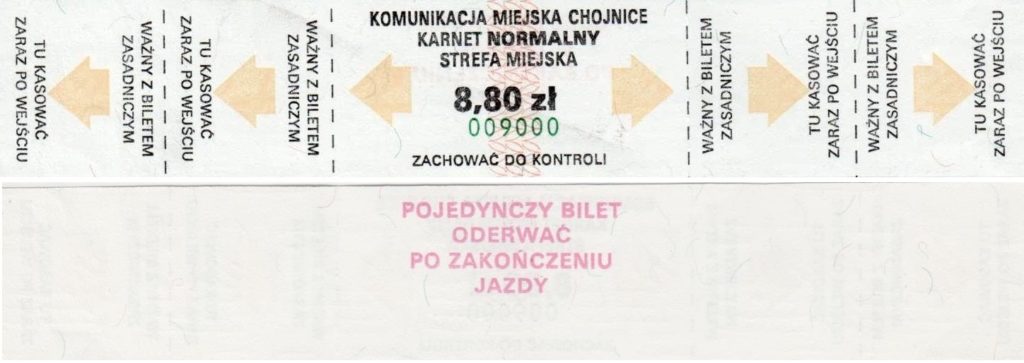 TU KASOWAĆ
ZARAZ PO WEJŚCIU
WAŻNY Z BILETEM
ZASADNICZYM
TU KASOWAĆ
ZARAZ PO WEJŚCIU
WAŻNY Z BILETEM
ZASADNICZYM
KOMUNIKACJA MIEJSKA CHOJNICE
KARNET NORMALNY
STREFA MIEJSKA
8,80 zł
009000
ZACHOWAĆ DO KONTROLI
WAŻNY Z BILETEM
ZASADNICZYM
TU KASOWAĆ
ZARAZ PO WEJŚCIU
WAŻNY Z BILETEM
ZASADNICZYM
TU KASOWAĆ
ZARAZ PO WEJŚCIU
POJEDYNCZY BILET
ODERWAĆ
PO ZAKOŃCZENIU
JAZDY